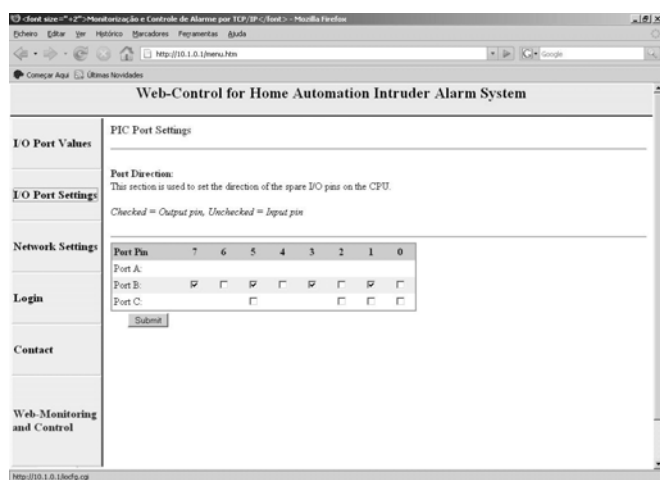 <font size="+2">Monitorização e Controle de Alarme por TCP/IP</font> - Mozilla Firefox
Ficheiro Editar Ver Histórico Marcadores Ferramentas Ajuda
http://10.1.0.1/menu.htm
Google
Começar Aqui Últimas Novidades
Web-Control for Home Automation Intruder Alarm System
I/O Port Values
I/O Port Settings
Network Settings
Login
Contact
Web-Monitoring
and Control
PIC Port Settings
Port Direction:
This section is used to set the direction of the spare I/O pins on the CPU.
Checked = Output pin, Unchecked = Input pin
Port Pin 7 6 5 4 3 2 1 0
Port A:
Port B:
Port C:
Submit
http://10.1.0.1/iocfg.cgi